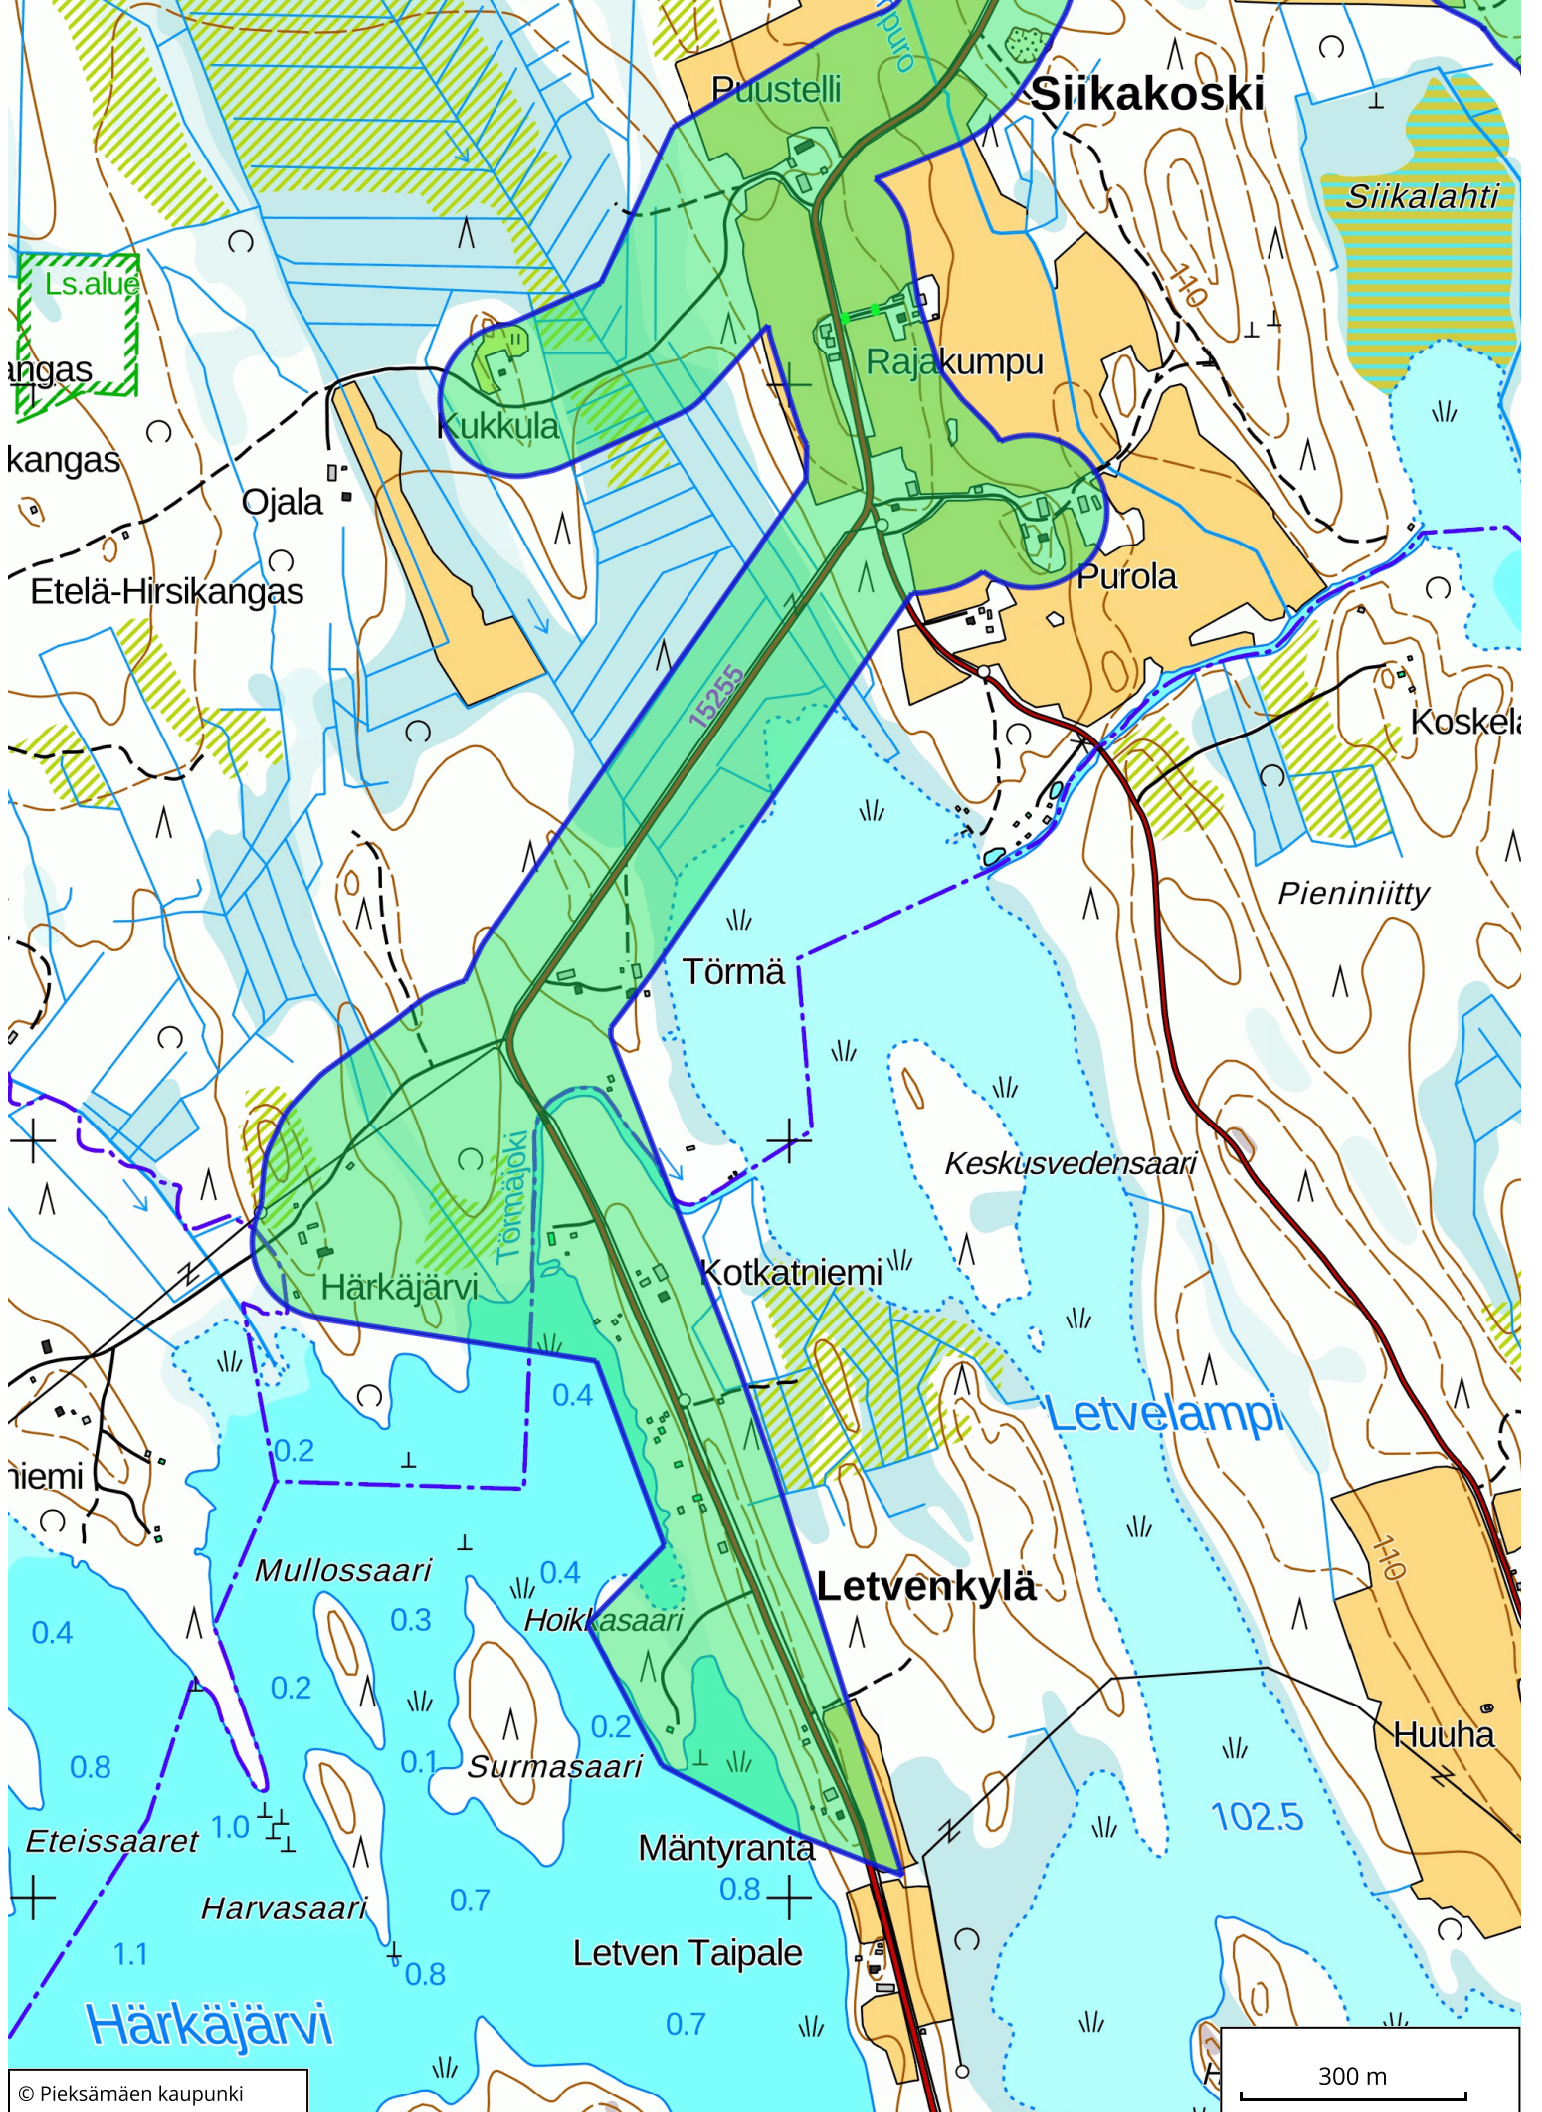 Puustelli
Siikakoski
Siikalahti
Ls.alue
110
Rajakumpu
Kukkula
kangas
Ojala
Purola
Etelä-Hirsikangas
15255
Pieniniitty
Törmä
Keskusvedensaari
Törmäjoki
Kotkatniemi
Härkäjärvi
0.4
Letvelampi
0.2
Mullossaari
0.4
Letvenkylä
110
0.4
0.3
Hoikkasaari
0.2
0.2
Huuha
0.8
0.1
Surmasaari
102.5
1.0
Eteissaaret
Mäntyranta
0.8
Harvasaari
0.7
1.1
Letven Taipale
0.8
Härkäjärvi
0.7
300 m
© Pieksämäen kaupunki